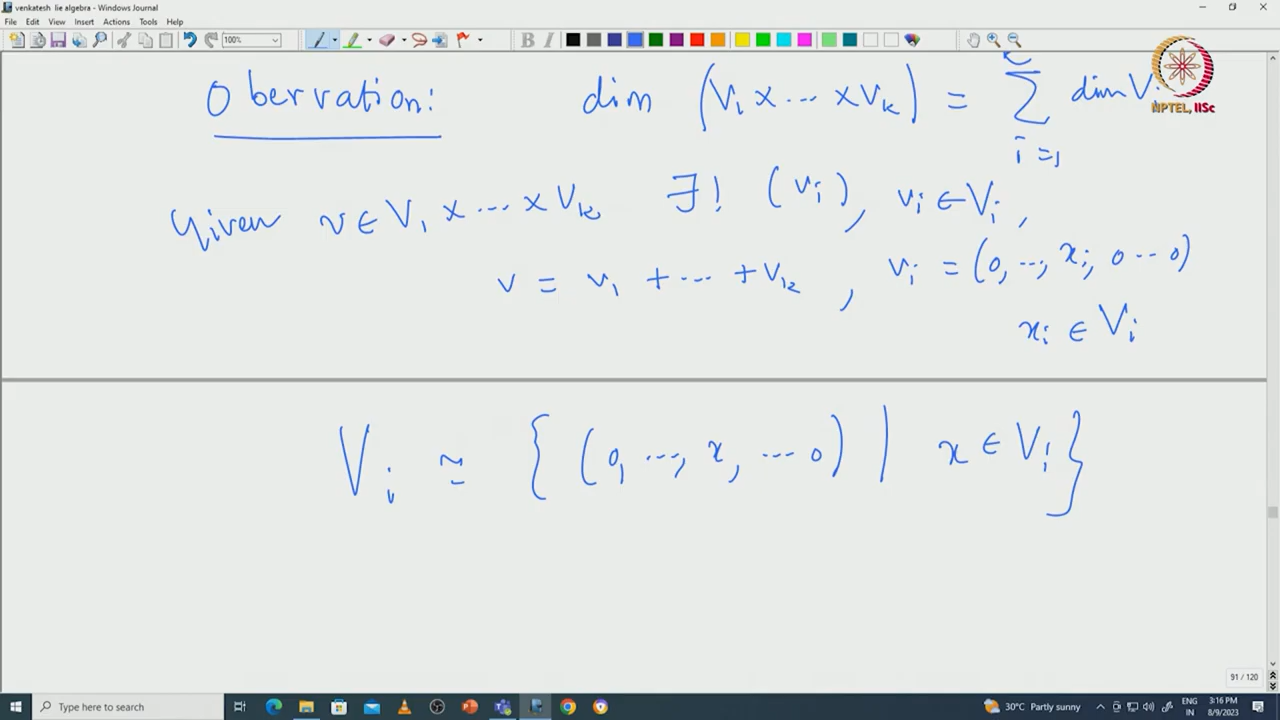 venkatesh lie algebra - Windows Journal
File Edit View Insert Actions Tools Help
100%
Obervation: dim (V₁ x ... x Vₖ) = Σ i=1 dim Vᵢ
NPTEL, IISc
Given v ∈ V₁ x ... x Vₖ ∃! (vᵢ), vᵢ ∈ Vᵢ,
v = v₁ + ... + vₖ, vᵢ = (0, ..., xᵢ, 0 ... 0)
xᵢ ∈ Vᵢ
Vᵢ ≃ { (0, ..., x, ... 0) | x ∈ Vᵢ }
91 / 120
Type here to search
30°C Partly sunny
ENG
IN
3:16 PM
8/9/2023